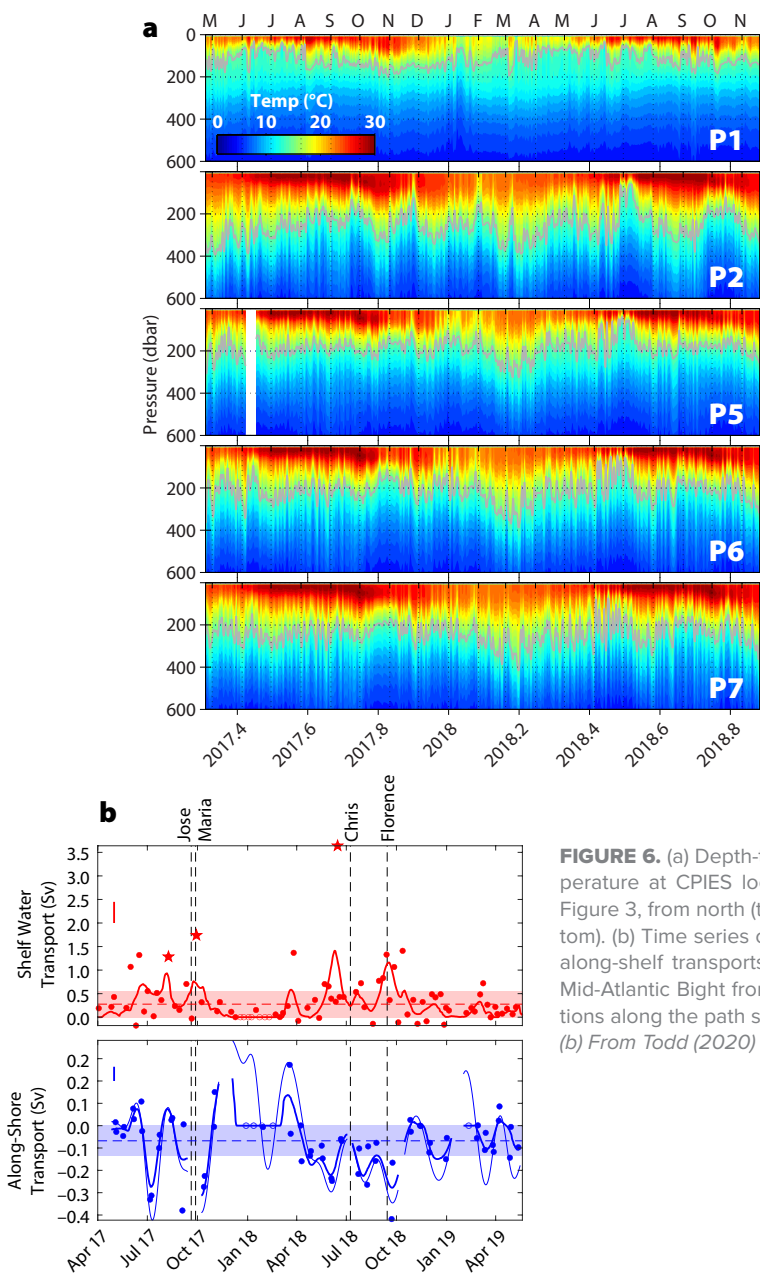 a
M J J A S O N D J F M A M J J A S O N
0
200
400
600
Temp (°C)
0 10 20 30
P1
200
400
600
P2
Pressure (dbar)
200
400
600
P5
200
400
600
P6
200
400
600
P7
2017.4 2017.6 2017.8 2018 2018.2 2018.4 2018.6 2018.8
b
Jose
Maria
Chris
Florence
Shelf Water
Transport (Sv)
3.5
3.0
2.5
2.0
1.5
1.0
0.5
0.0
Along-Shore
Transport (Sv)
0.2
0.2
0.0
−0.1
−0.1
−0.2
−0.3
−0.4
Apr 17 Jul 17 Oct 17 Jan 18 Apr 18 Jul 18 Oct 18 Jan 19 Apr 19
FIGURE 6. (a) Depth-
perature at CPIES lo
Figure 3, from north (t
tom). (b) Time series
along-shelf transports
Mid-Atlantic Bight fron
tions along the path s
(b) From Todd (2020)